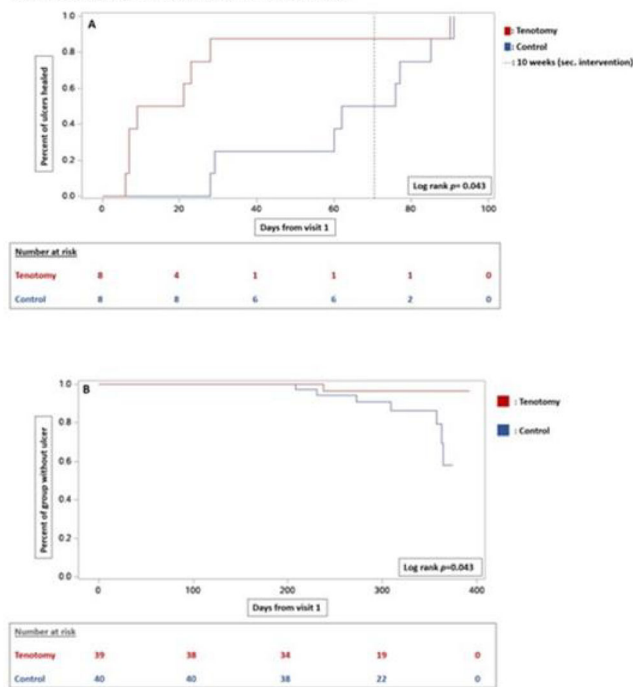 A
1.0
0.8
0.6
0.4
0.2
0.0
Percent of ulcers healed
0 20 40 60 80 100
Days from visit 1
Log rank p= 0.043
: Tenotomy
: Control
: 10 weeks (sec. intervention)
Number at risk
Tenotomy 8 4 1 1 1 0
Control 8 8 6 6 2 0
B
1.0
0.8
0.6
0.4
0.2
0.0
Percent of group without ulcer
0 100 200 300 400
Days from visit 1
Log rank p=0.043
: Tenotomy
: Control
Number at risk
Tenotomy 39 38 34 19 0
Control 40 40 38 22 0